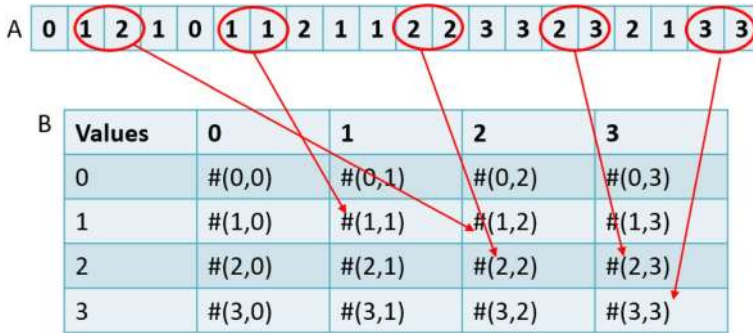 A 0 1 2 1 0 1 1 2 1 1 2 2 3 3 2 3 2 1 3 3
B Values 0 1 2 3
0 #(0,0) #(0,1) #(0,2) #(0,3)
1 #(1,0) #(1,1) #(1,2) #(1,3)
2 #(2,0) #(2,1) #(2,2) #(2,3)
3 #(3,0) #(3,1) #(3,2) #(3,3)